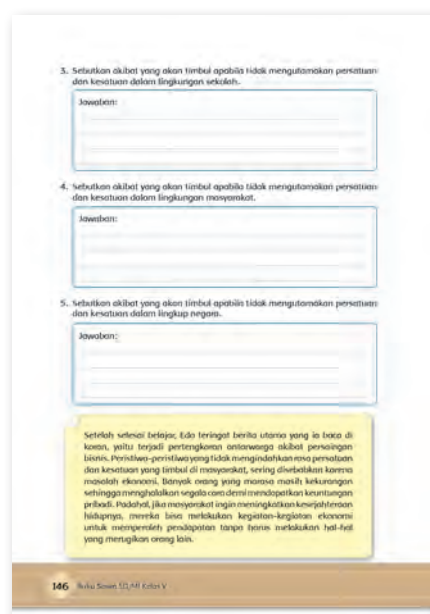 3. Sebutkan akibat yang akan timbul apabila tidak mengutamakan persatuan
dan kesatuan dalam lingkungan sekolah.
Jawaban:
4. Sebutkan akibat yang akan timbul apabila tidak mengutamakan persatuan
dan kesatuan dalam lingkungan masyarakat.
Jawaban:
5. Sebutkan akibat yang akan timbul apabila tidak mengutamakan persatuan
dan kesatuan dalam lingkup negara.
Jawaban:
Setelah selesai belajar, Edo teringat berita utama yang ia baca di
koran, yaitu terjadi pertengkaran antarwarga akibat persaingan
bisnis. Peristiwa-peristiwa yang tidak mengindahkan rasa persatuan
dan kesatuan yang timbul di masyarakat, sering disebabkan karena
masalah ekonomi. Banyak orang yang merasa masih kekurangan
sehingga menghalalkan segala cara demi mendapatkan keuntungan
pribadi. Padahal, jika masyarakat ingin meningkatkan kesejahteraan
hidupnya, mereka bisa melakukan kegiatan-kegiatan ekonomi
untuk memperoleh pendapatan tanpa harus melakukan hal-hal
yang merugikan orang lain.
146 Buku Siswa SD/MI Kelas V